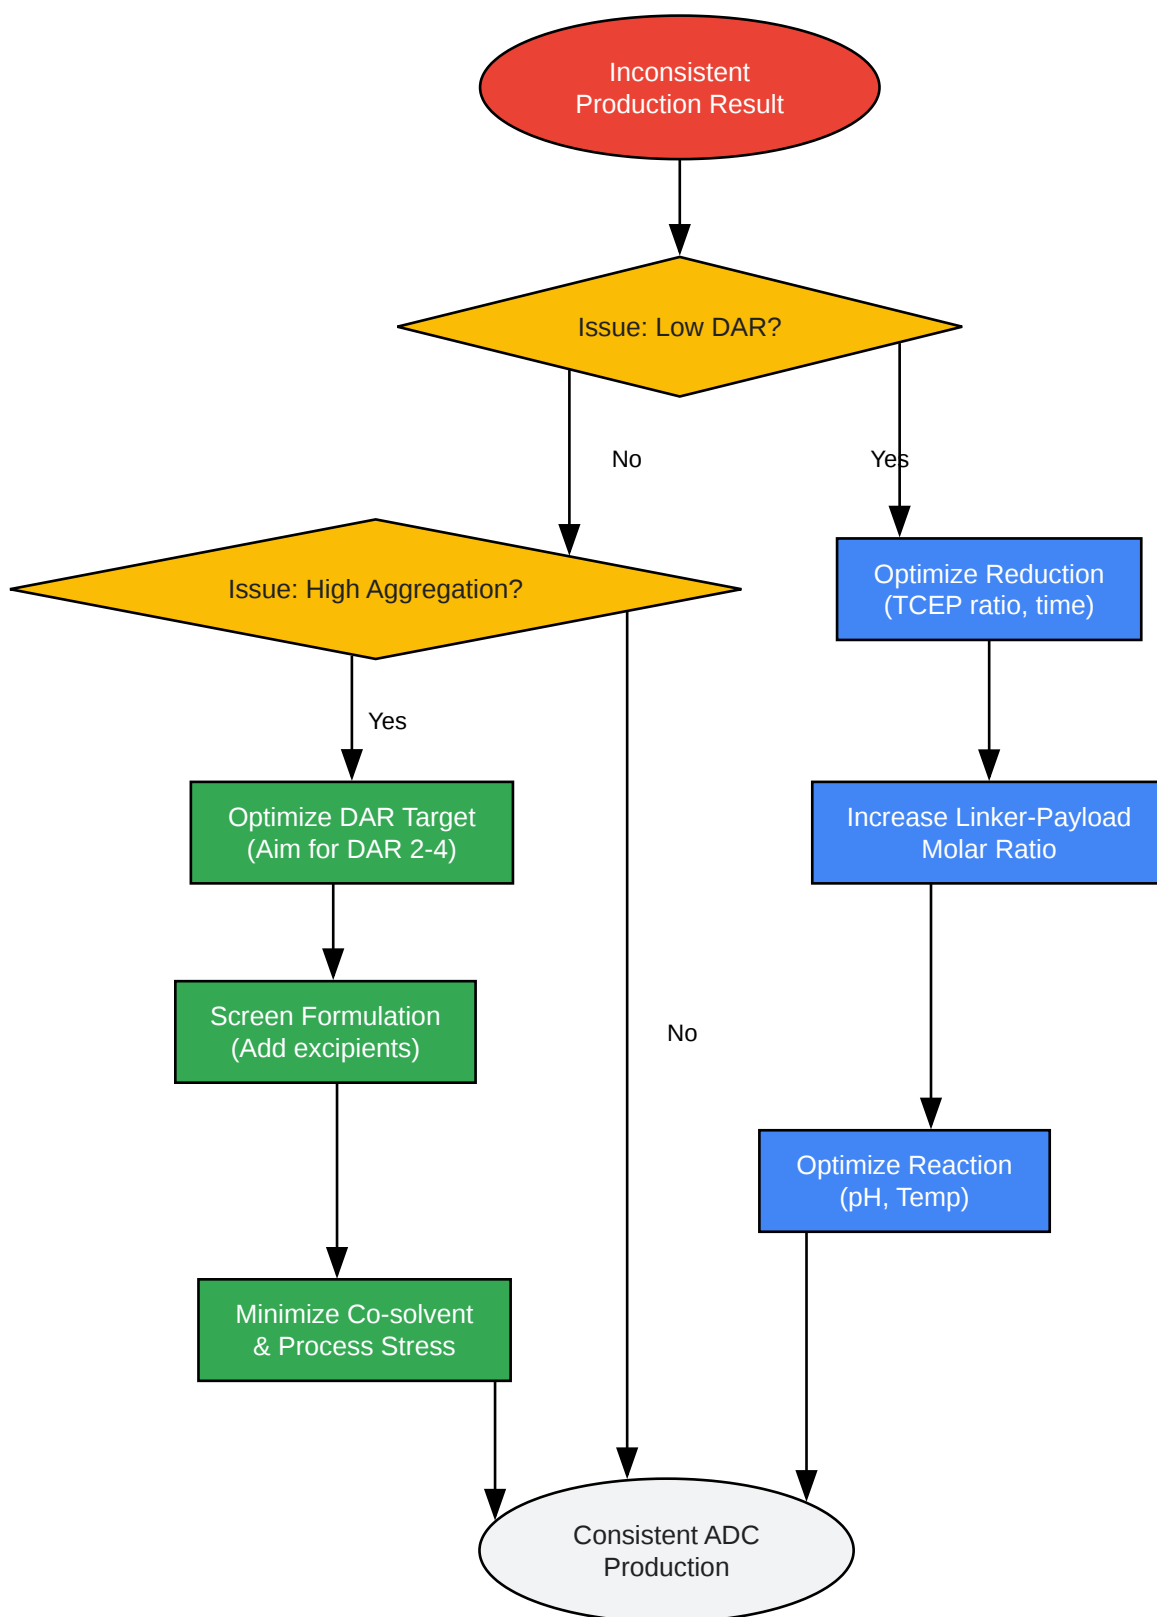 Inconsistent
Production Result
Issue: Low DAR?
No
Yes
Issue: High Aggregation?
Optimize Reduction
(TCEP ratio, time)
Yes
Optimize DAR Target
(Aim for DAR 2-4)
Increase Linker-Payload
Molar Ratio
Screen Formulation
(Add excipients)
No
Optimize Reaction
(pH, Temp)
Minimize Co-solvent
& Process Stress
Consistent ADC
Production